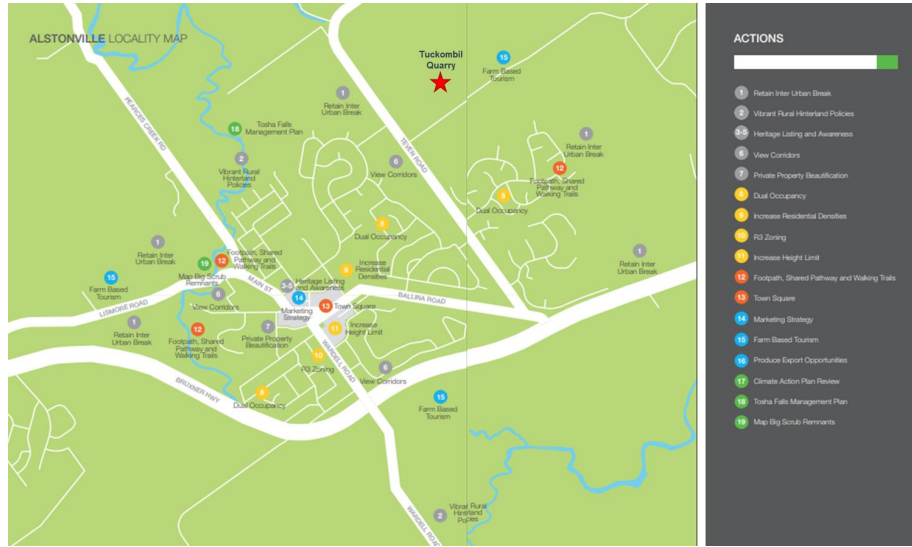 ALSTONVILLE LOCALITY MAP
Tuckombil
Quarry
15
Farm Based
Tourism
1
Retain Inter
Urban Break
PEARCES CREEK RD
TEVEN ROAD
18
Tosha Falls
Management Plan
1
Retain Inter
Urban Break
2
Vibrant Rural
Hinterland
Policies
6
View Corridors
12
Footpath, Shared
Pathway and
Walking Trails
8
Dual Occupancy
8
Dual Occupancy
1
Retain Inter
Urban Break
1
Retain Inter
Urban Break
19
Map Big Scrub
Remnants
12
Footpath, Shared
Pathway and
Walking Trails
9
Increase
Residential
Densities
15
Farm Based
Tourism
MAIN ST
3-5
Heritage Listing
and Awareness
6
View Corridors
14
Marketing
Strategy
13
Town Square
BALLINA ROAD
LISMORE ROAD
1
Retain Inter
Urban Break
12
Footpath, Shared
Pathway and
Walking Trails
7
Private Property
Beautification
11
Increase
Height Limit
10
R3 Zoning
WARDELL ROAD
6
View Corridors
BRUXNER HWY
8
Dual Occupancy
15
Farm Based
Tourism
2
Vibrant Rural
Hinterland
Policies
WARDELL ROAD
ACTIONS
1 Retain Inter Urban Break
2 Vibrant Rural Hinterland Policies
3-5 Heritage Listing and Awareness
6 View Corridors
7 Private Property Beautification
8 Dual Occupancy
9 Increase Residential Densities
10 R3 Zoning
11 Increase Height Limit
12 Footpath, Shared Pathway and Walking Trails
13 Town Square
14 Marketing Strategy
15 Farm Based Tourism
16 Produce Export Opportunities
17 Climate Action Plan Review
18 Tosha Falls Management Plan
19 Map Big Scrub Remnants